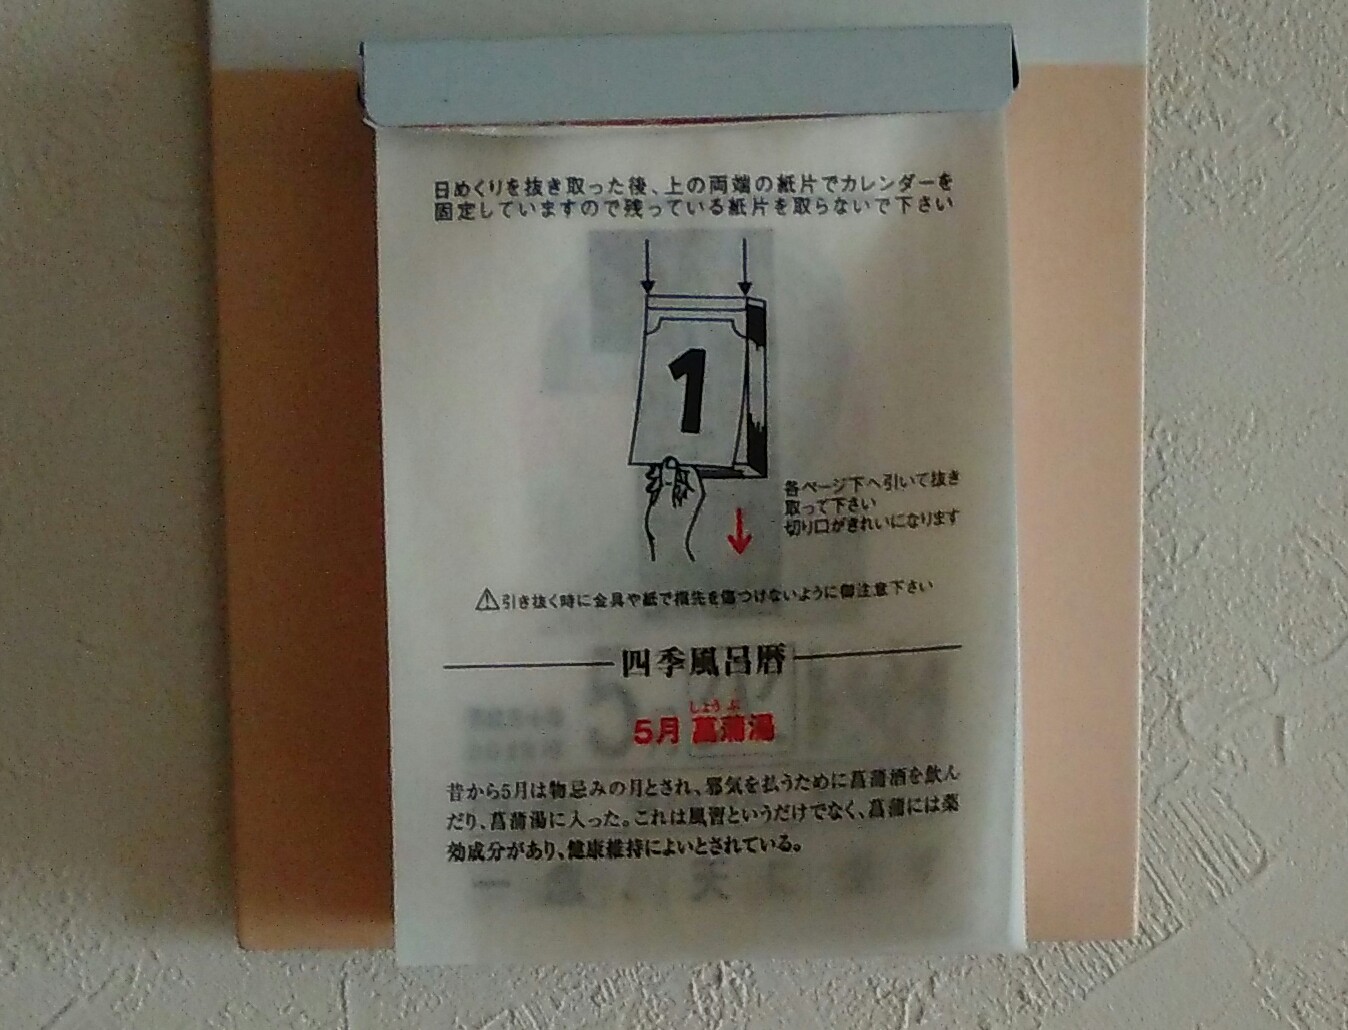 日めくりを抜き取った後、上の両端の紙片でカレンダーを
固定していますので残っている紙片を取らないで下さい
1
各ページ下へ引いて抜き
取って下さい
切り口がきれいになります
引き抜く時に金具や紙で指先を傷つけないように御注意下さい
四季風呂暦
しょうぶ
5月 菖蒲湯
昔から5月は物忌みの月とされ、邪気を払うために菖蒲酒を飲ん
だり、菖蒲湯に入った。これは風習というだけでなく、菖蒲には薬
効成分があり、健康維持によいとされている。